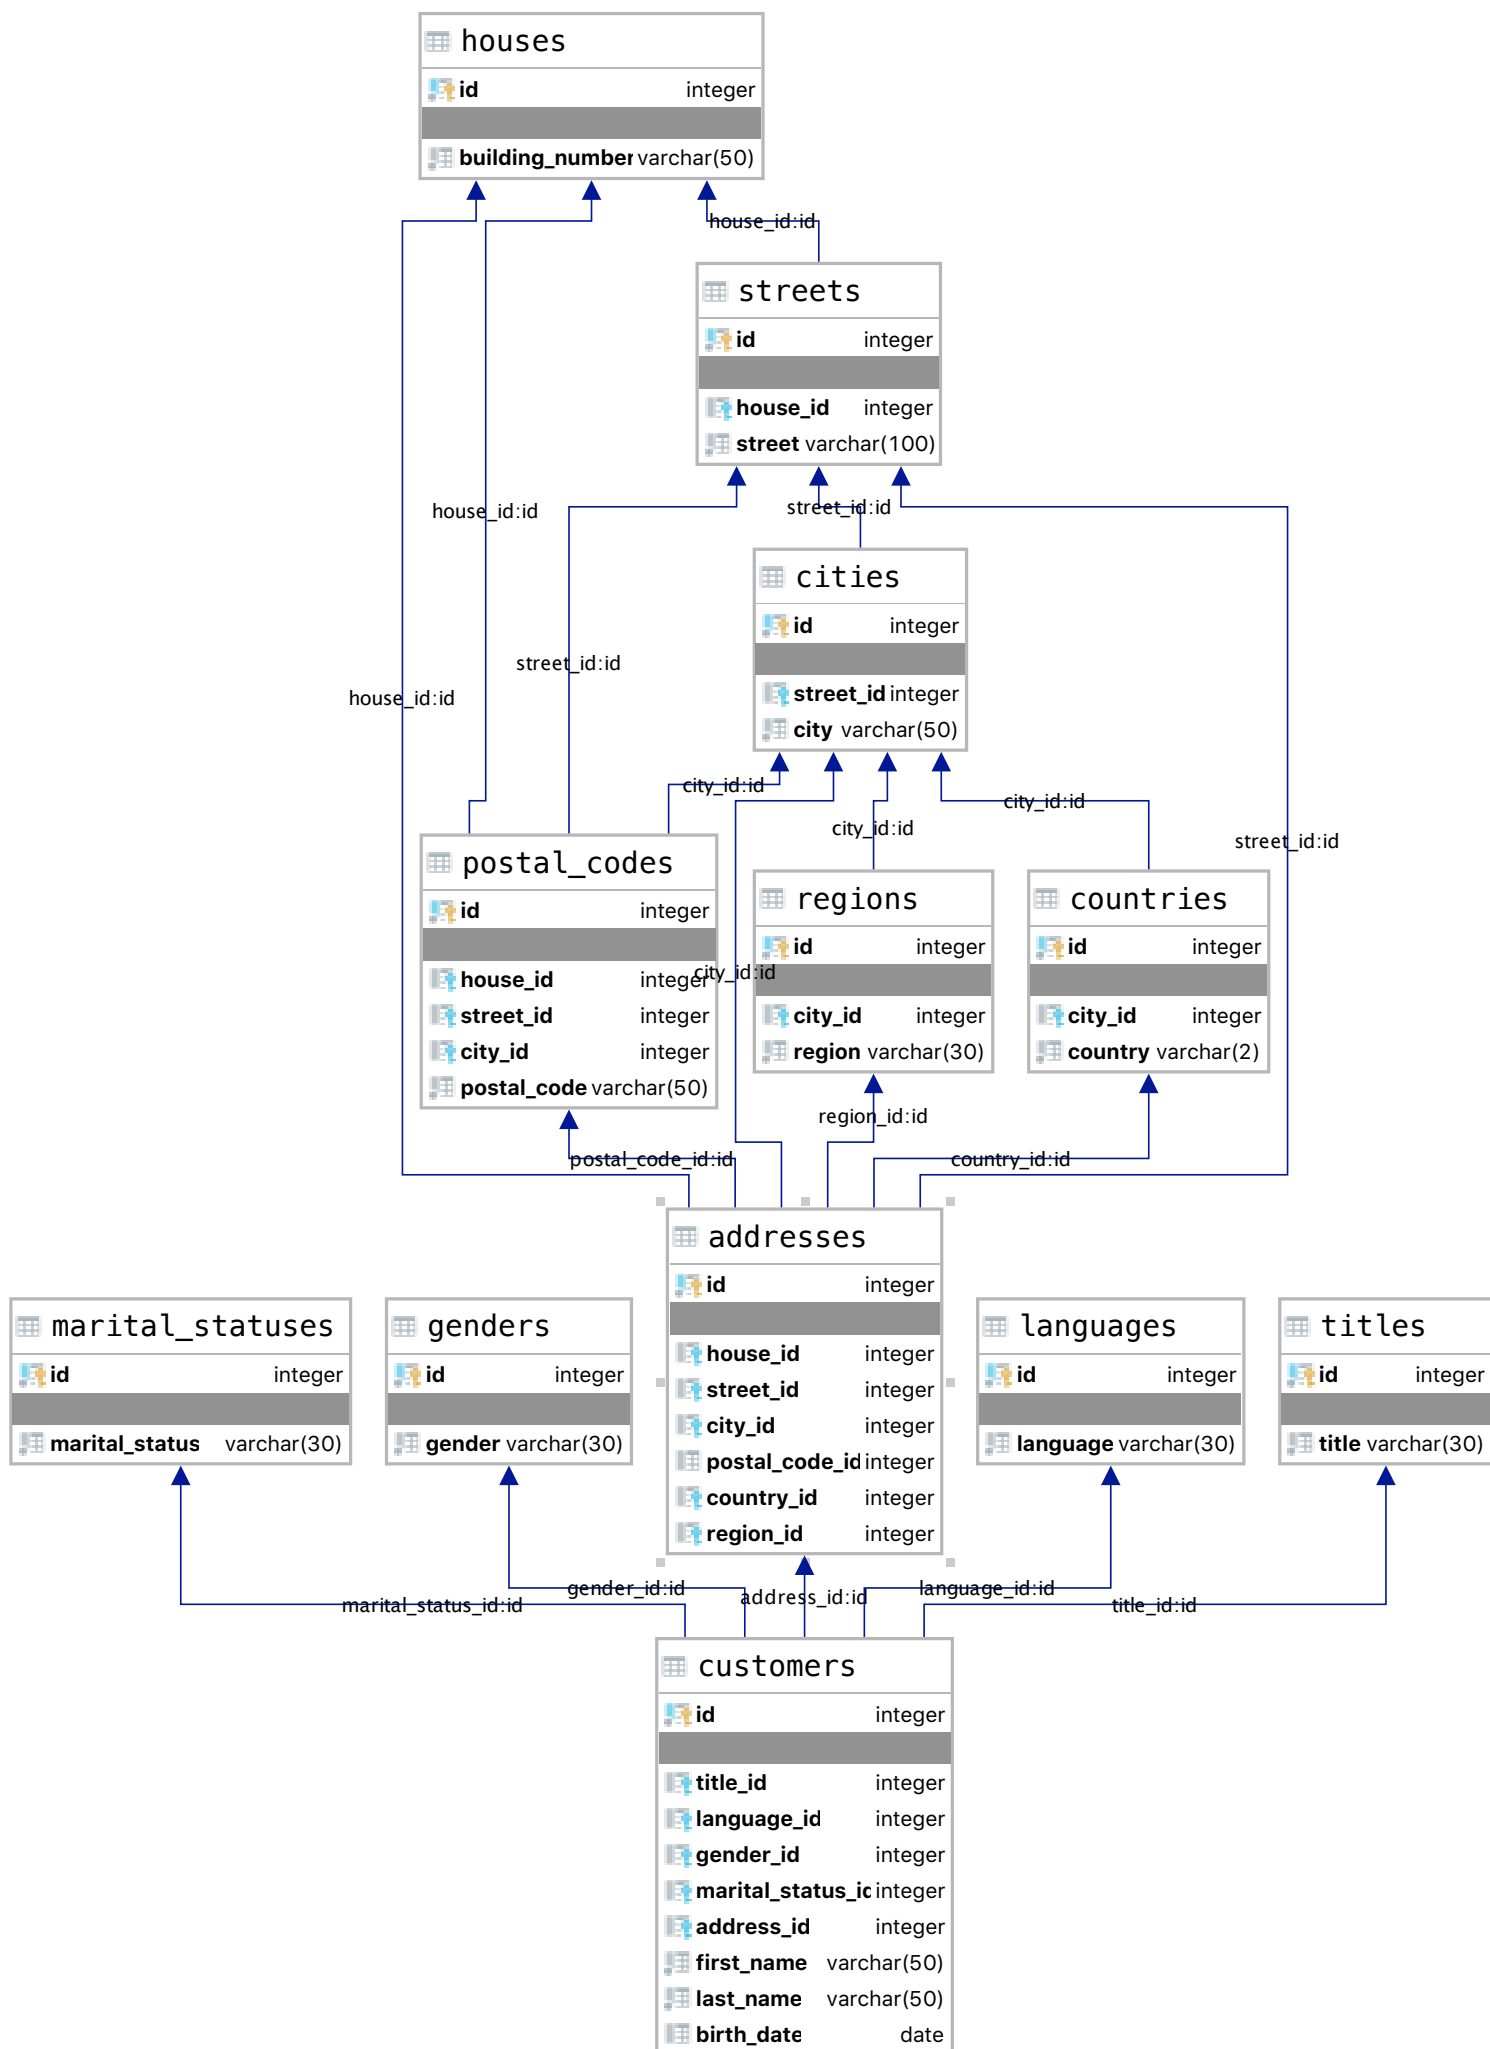 houses
id integer
building_number varchar(50)
house_id:id
streets
id integer
house_id integer
street varchar(100)
house_id:id
street_id:id
cities
id integer
street_id integer
city varchar(50)
street_id:id
house_id:id
city_id:id
city_id:id
city_id:id
street_id:id
postal_codes
id integer
house_id integer
street_id integer
city_id integer
postal_code varchar(50)
city_id:id
regions
id integer
city_id integer
region varchar(30)
countries
id integer
city_id integer
country varchar(2)
region_id:id
postal_code_id:id
country_id:id
addresses
id integer
house_id integer
street_id integer
city_id integer
postal_code_id integer
country_id integer
region_id integer
marital_statuses
id integer
marital_status varchar(30)
genders
id integer
gender varchar(30)
languages
id integer
language varchar(30)
titles
id integer
title varchar(30)
marital_status_id:id
gender_id:id
address_id:id
language_id:id
title_id:id
customers
id integer
title_id integer
language_id integer
gender_id integer
marital_status_id integer
address_id integer
first_name varchar(50)
last_name varchar(50)
birth_date date